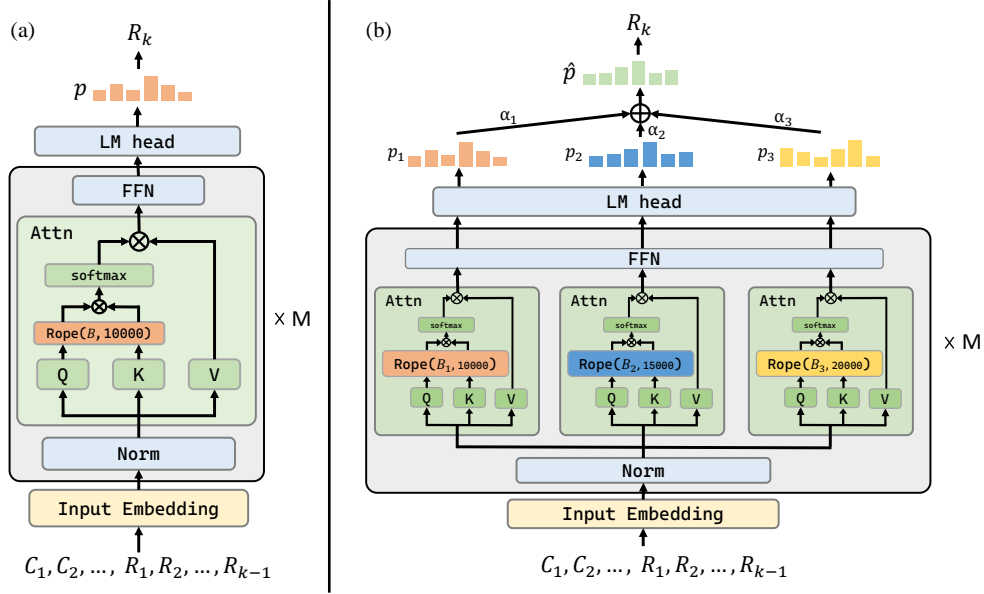 (a)
R_k
p
LM head
FFN
Attn
softmax
Rope(B,10000)
Q K V
× M
Norm
Input Embedding
C_1, C_2, ..., R_1, R_2, ..., R_{k-1}
(b)
R_k
p̂
α_1 α_2 α_3
p_1 p_2 p_3
LM head
FFN
Attn Attn Attn
softmax softmax softmax
Rope(B_1,10000) Rope(B_2,15000) Rope(B_3,20000)
Q K V Q K V Q K V
× M
Norm
Input Embedding
C_1, C_2, ..., R_1, R_2, ..., R_{k-1}